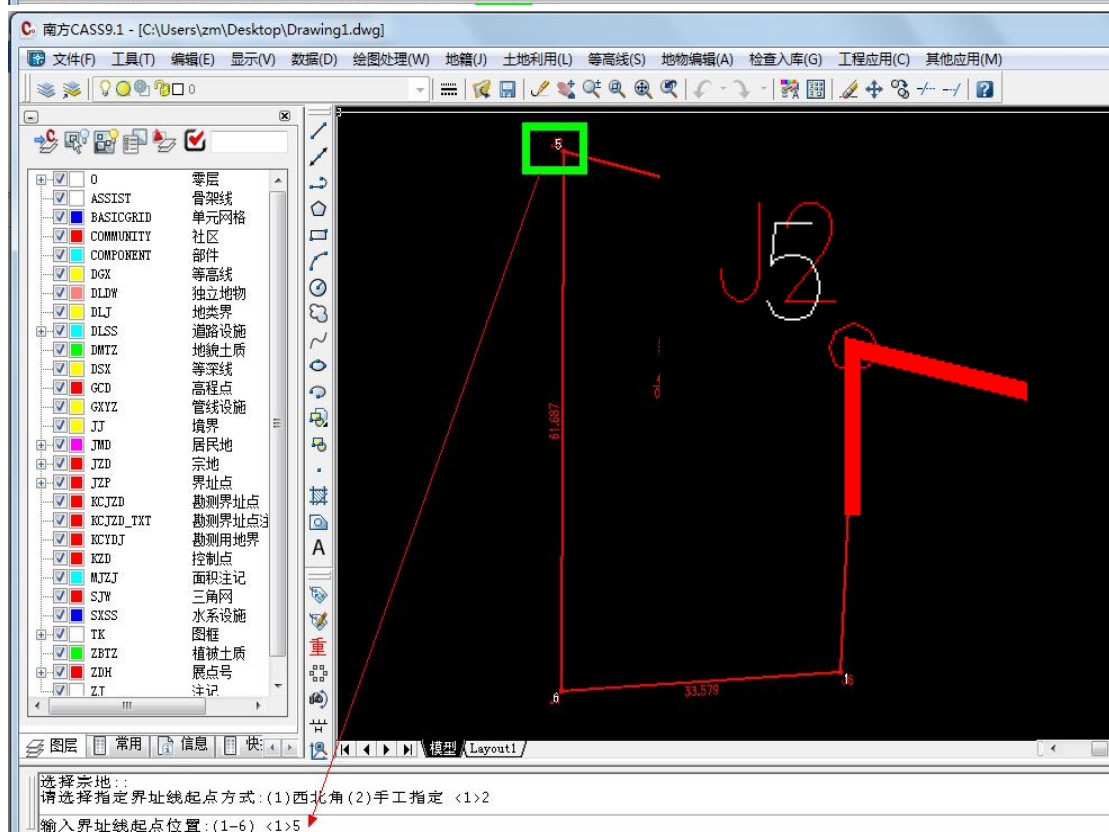 南方CASS9.1 - [C:\Users\zm\Desktop\Drawing1.dwg]
文件(F) 工具(T) 编辑(E) 显示(V) 数据(D) 绘图处理(W) 地籍(J) 土地利用(L) 等高线(S) 地物编辑(A) 检查入库(G) 工程应用(C) 其他应用(M)
0
0 零层
ASSIST 骨架线
BASICGRID 单元网格
COMMUNITY 社区
COMPONENT 部件
DGX 等高线
DLDW 独立地物
DLJ 地类界
DLSS 道路设施
DMTZ 地貌土质
DSX 等深线
GCD 高程点
GXYZ 管线设施
JJ 境界
JMD 居民地
JZD 宗地
JZP 界址点
KCJZD 勘测界址点
KCJZD_TXT 勘测界址点注
KCYDJ 勘测用地界
KZD 控制点
MJZJ 面积注记
SJW 三角网
SXSS 水系设施
TK 图框
ZBTZ 植被土质
ZDH 展点号
ZJ 注记
图层 常用 信息 快
A
重
5
J2
5
61.687
6
33.579
1
模型 Layout1
选择宗地::
请选择指定界址线起点方式:(1)西北角(2)手工指定 <1>2
输入界址线起点位置:(1-6) <1>5